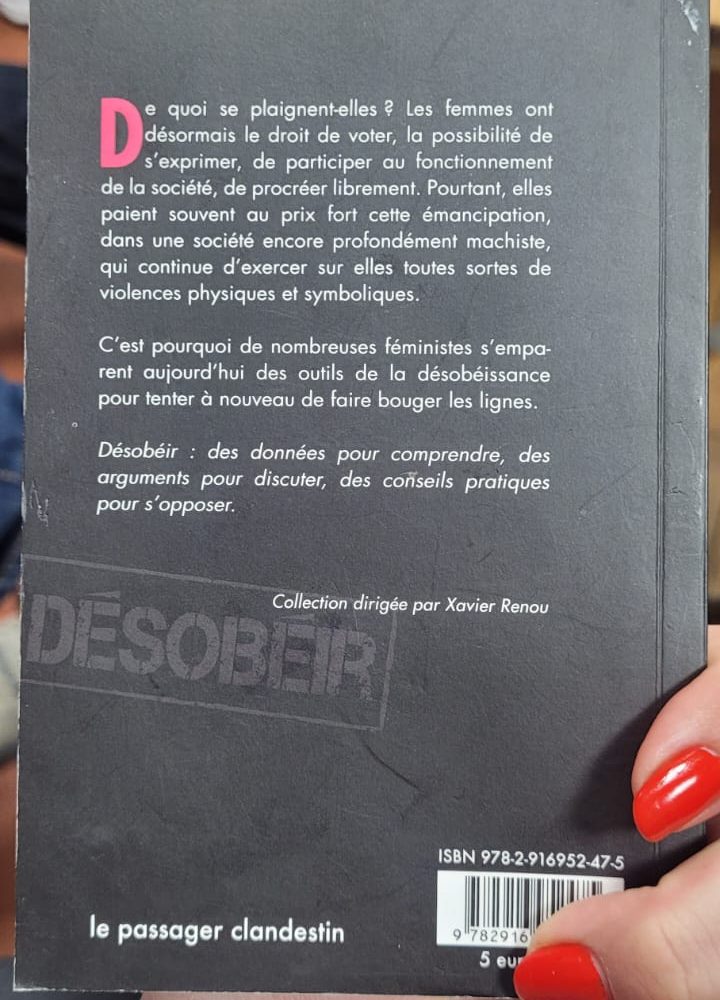 De quoi se plaignent-elles ? Les femmes ont
désormais le droit de voter, la possibilité de
s'exprimer, de participer au fonctionnement
de la société, de procréer librement. Pourtant, elles
paient souvent au prix fort cette émancipation,
dans une société encore profondément machiste,
qui continue d'exercer sur elles toutes sortes de
violences physiques et symboliques.
C'est pourquoi de nombreuses féministes s'empa-
rent aujourd'hui des outils de la désobéissance
pour tenter à nouveau de faire bouger les lignes.
Désobéir : des données pour comprendre, des
arguments pour discuter, des conseils pratiques
pour s'opposer.
Collection dirigée par Xavier Renou
DÉSOBÉIR
ISBN 978-2-916952-47-5
9 782916
le passager clandestin
5